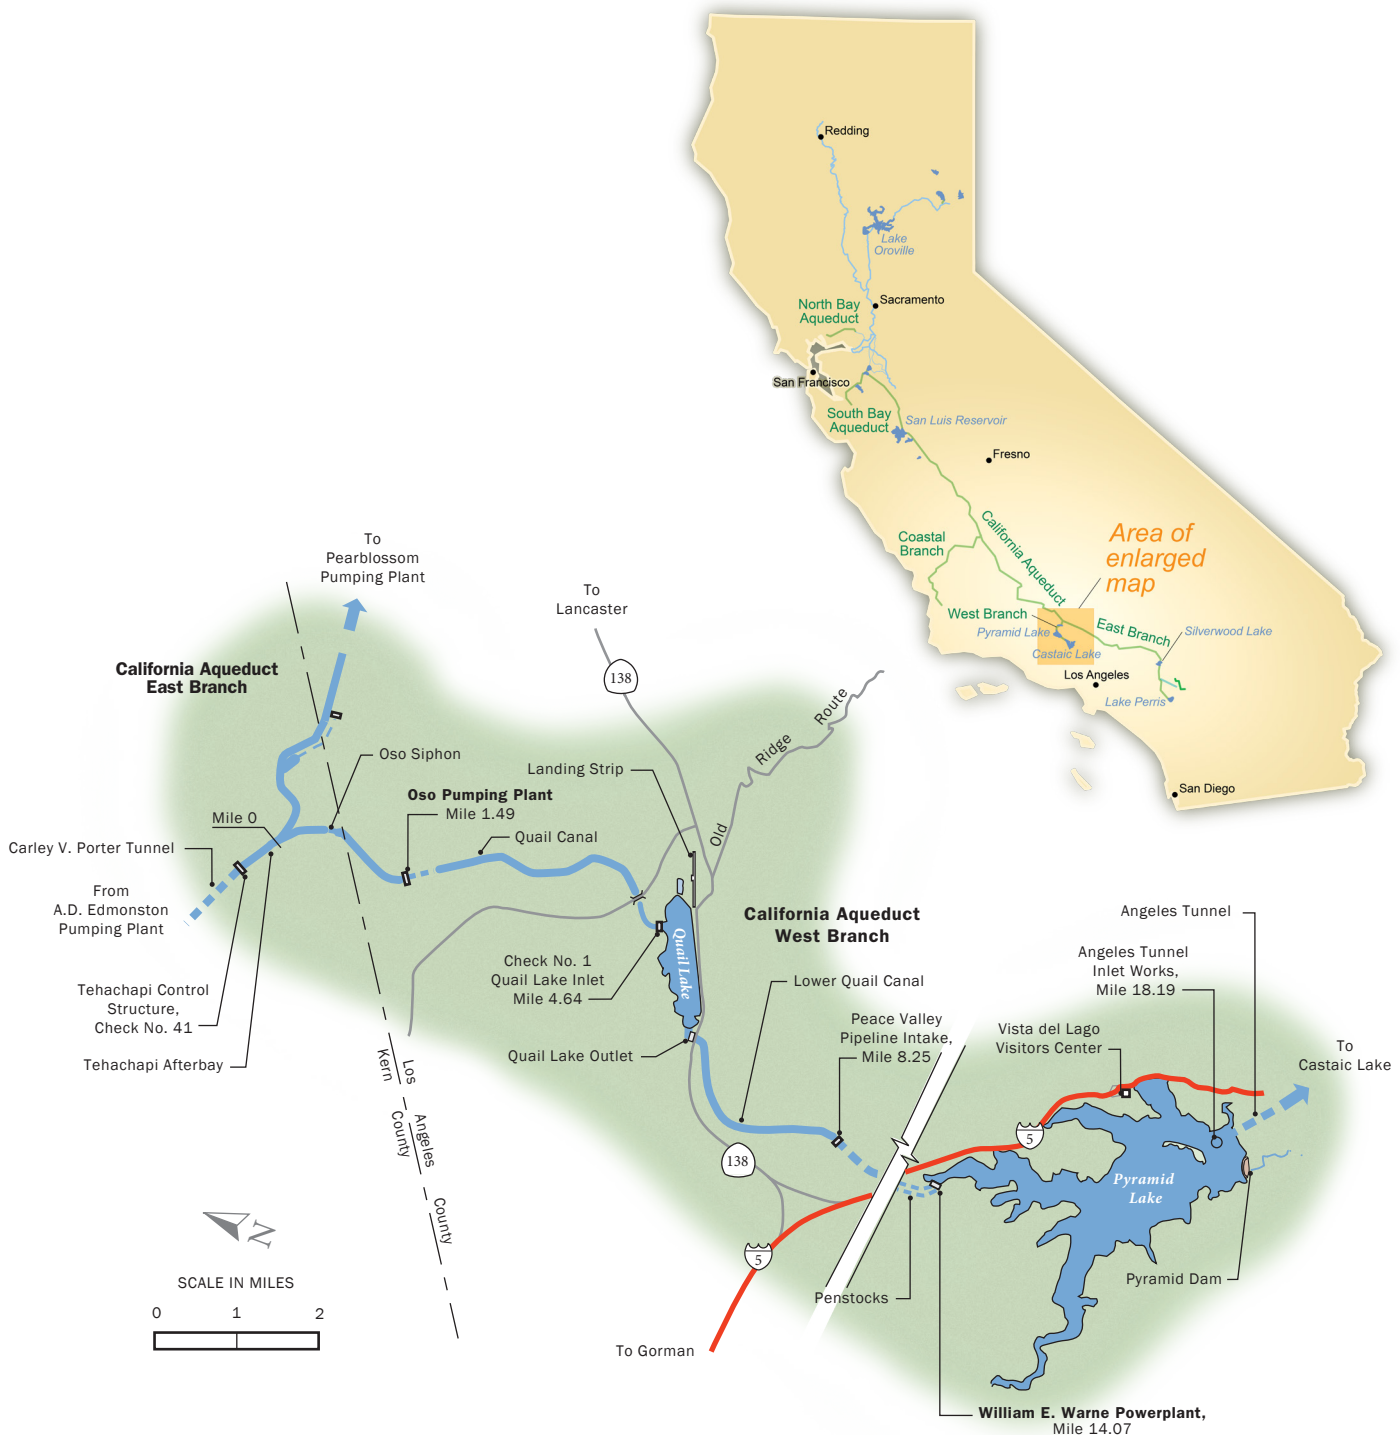 Redding
Lake
Oroville
North Bay
Aqueduct
Sacramento
San Francisco
South Bay
Aqueduct
San Luis Reservoir
Fresno
California Aqueduct
Coastal
Branch
Area of
enlarged
map
West Branch
Pyramid Lake
Castaic Lake
East Branch
Silverwood Lake
Los Angeles
Lake Perris
San Diego
To
Pearblossom
Pumping Plant
To
Lancaster
138
California Aqueduct
East Branch
Oso Siphon
Landing Strip
Old
Ridge
Route
Oso Pumping Plant
Mile 1.49
Mile 0
Quail Canal
Carley V. Porter Tunnel
From
A.D. Edmonston
Pumping Plant
Tehachapi Control
Structure,
Check No. 41
Tehachapi Afterbay
Check No. 1
Quail Lake Inlet
Mile 4.64
Quail Lake
Quail Lake Outlet
California Aqueduct
West Branch
Lower Quail Canal
Peace Valley
Pipeline Intake,
Mile 8.25
Kern
County
Los
Angeles
County
138
5
To Gorman
Angeles Tunnel
Angeles Tunnel
Inlet Works,
Mile 18.19
Vista del Lago
Visitors Center
To
Castaic Lake
5
Pyramid
Lake
Pyramid Dam
Penstocks
William E. Warne Powerplant,
Mile 14.07
N
SCALE IN MILES
0 1 2